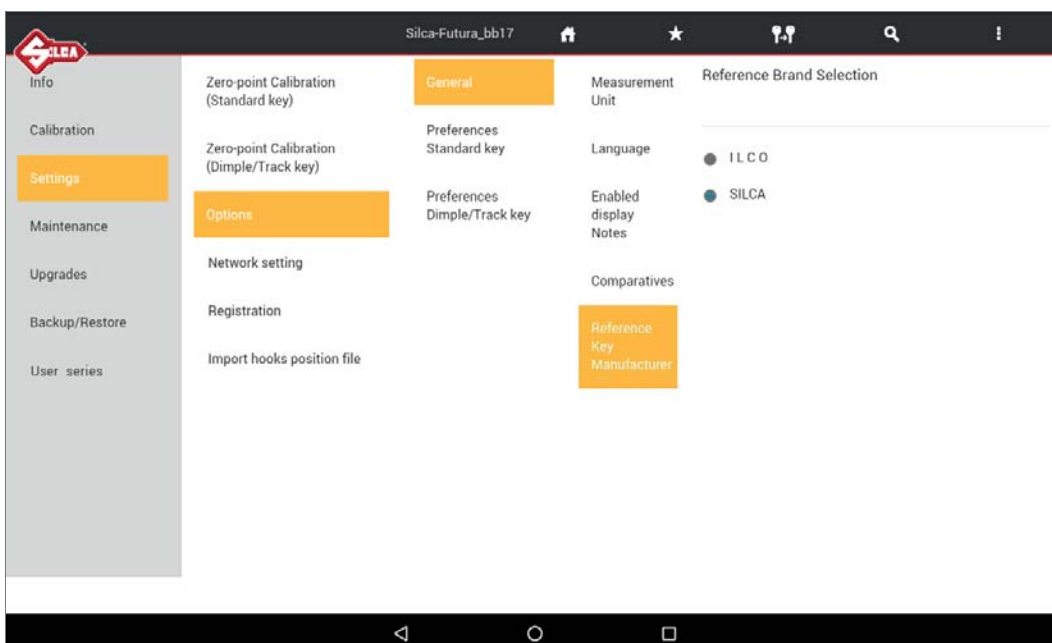 SILCA
Silca-Futura_bb17
Info
Calibration
Settings
Maintenance
Upgrades
Backup/Restore
User series
Zero-point Calibration
(Standard key)
Zero-point Calibration
(Dimple/Track key)
Options
Network setting
Registration
Import hooks position file
General
Preferences
Standard key
Preferences
Dimple/Track key
Measurement
Unit
Language
Enabled
display
Notes
Comparatives
Reference
Key
Manufacturer
Reference Brand Selection
ILCO
SILCA